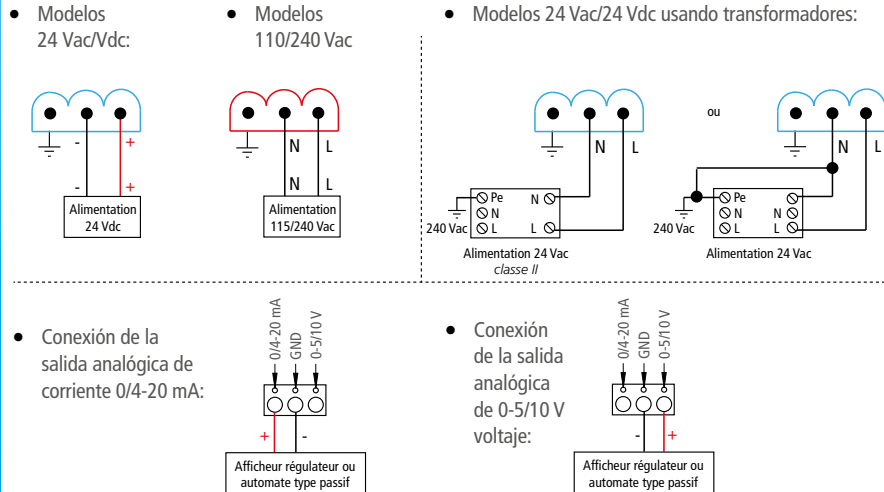 • Modelos
24 Vac/Vdc:
- +
- +
Alimentation
24 Vdc
• Modelos
110/240 Vac
N L
N L
Alimentation
115/240 Vac
• Modelos 24 Vac/24 Vdc usando transformadores:
N L
Pe N
N
L L
240 Vac
Alimentation 24 Vac
classe II
ou
N L
Pe
N N
L L
240 Vac
Alimentation 24 Vac
• Conexión de la
salida analógica de
corriente 0/4-20 mA:
0/4-20 mA
GND
0-5/10 V
+ -
Afficheur régulateur ou
automate type passif
• Conexión
de la salida
analógica
de 0-5/10 V
voltaje:
0/4-20 mA
GND
0-5/10 V
- +
Afficheur régulateur ou
automate type passif